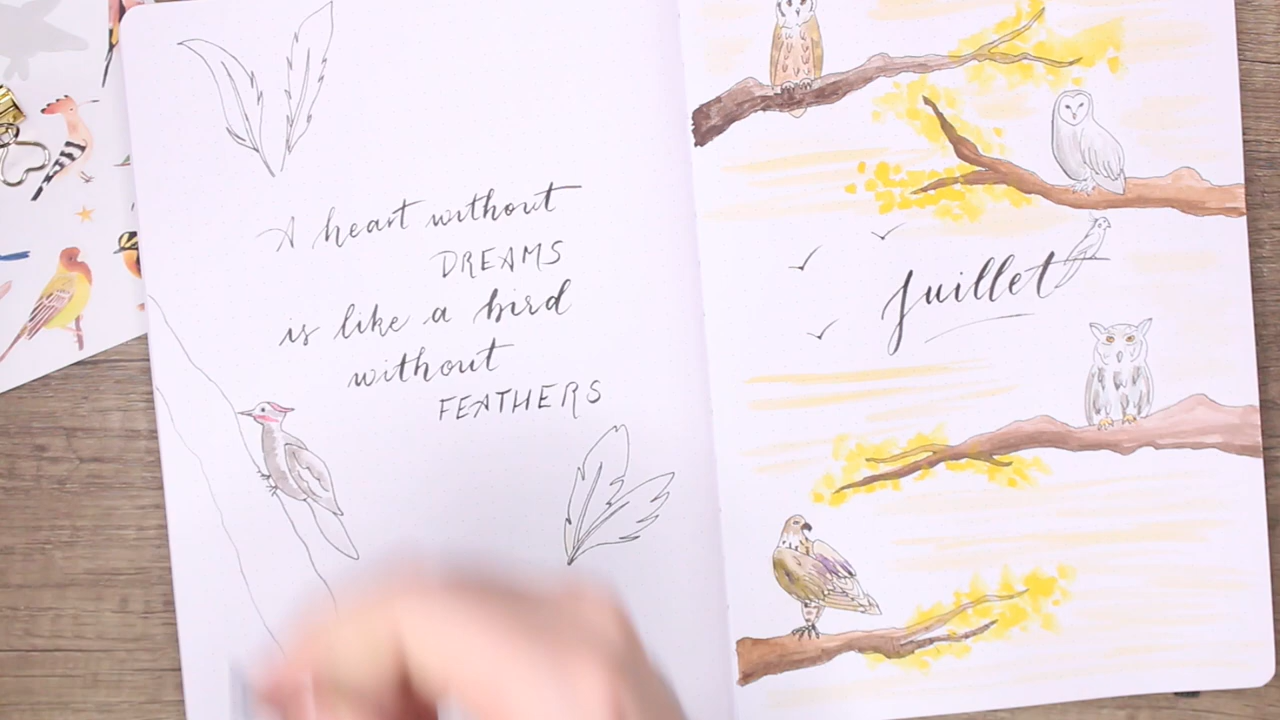 A heart without
DREAMS
is like a bird
without
FEATHERS
Juillet